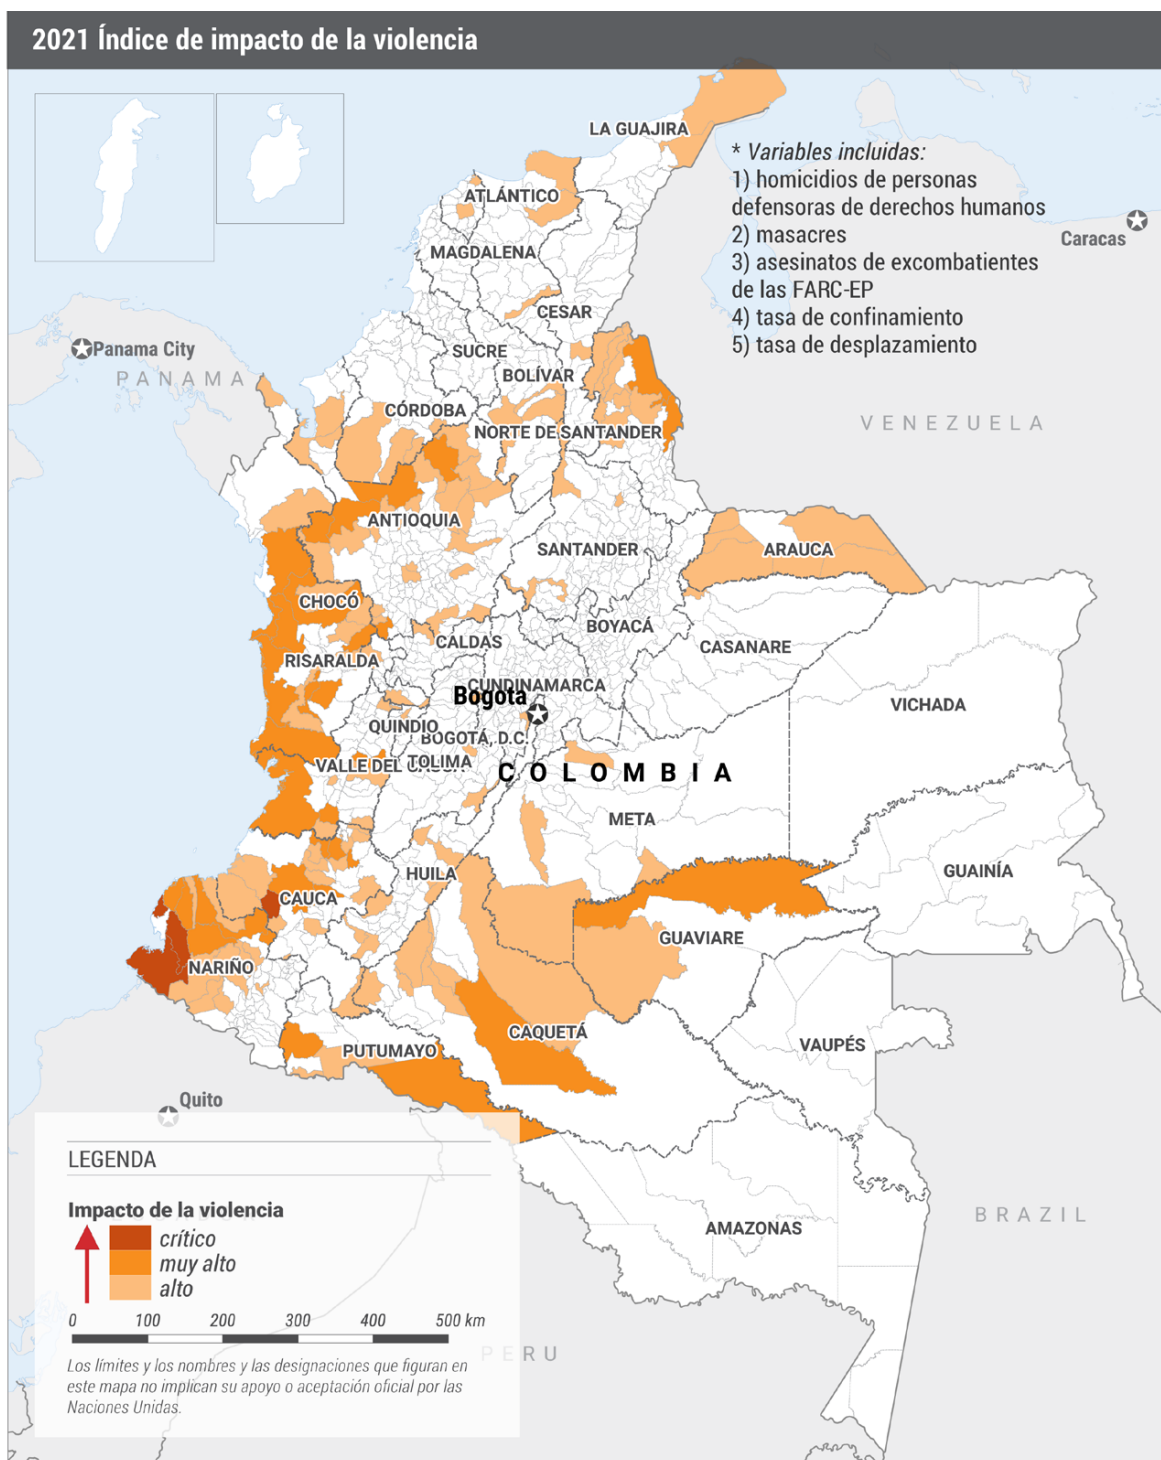 2021 Índice de impacto de la violencia
LA GUAJIRA
* Variables incluidas:
1) homicidios de personas
defensoras de derechos humanos
2) masacres
3) asesinatos de excombatientes
de las FARC-EP
4) tasa de confinamiento
5) tasa de desplazamiento
ATLÁNTICO
Caracas
MAGDALENA
CESAR
Panama City
PANAMA
SUCRE
BOLÍVAR
CÓRDOBA
VENEZUELA
NORTE DE SANTANDER
ANTIOQUIA
SANTANDER
ARAUCA
CHOCÓ
BOYACÁ
CALDAS
CASANARE
RISARALDA
CUNDINAMARCA
Bogota
VICHADA
QUINDIO
BOGOTÁ, D.C.
VALLE DEL CAUCA
TOLIMA
COLOMBIA
META
HUILA
GUAINÍA
CAUCA
GUAVIARE
NARIÑO
CAQUETÁ
VAUPÉS
PUTUMAYO
Quito
LEGENDA
Impacto de la violencia
crítico
muy alto
alto
0 100 200 300 400 500 km
Los límites y los nombres y las designaciones que figuran en
este mapa no implican su apoyo o aceptación oficial por las
Naciones Unidas.
BRAZIL
AMAZONAS
PERU